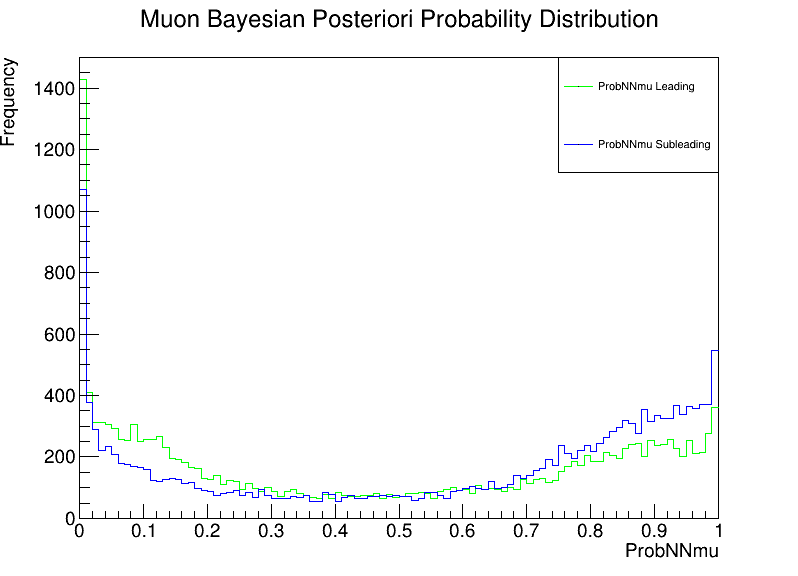 Muon Bayesian Posteriori Probability Distribution
Frequency
1400
1200
1000
800
600
400
200
0
ProbNNmu Leading
ProbNNmu Subleading
0 0.1 0.2 0.3 0.4 0.5 0.6 0.7 0.8 0.9 1
ProbNNmu